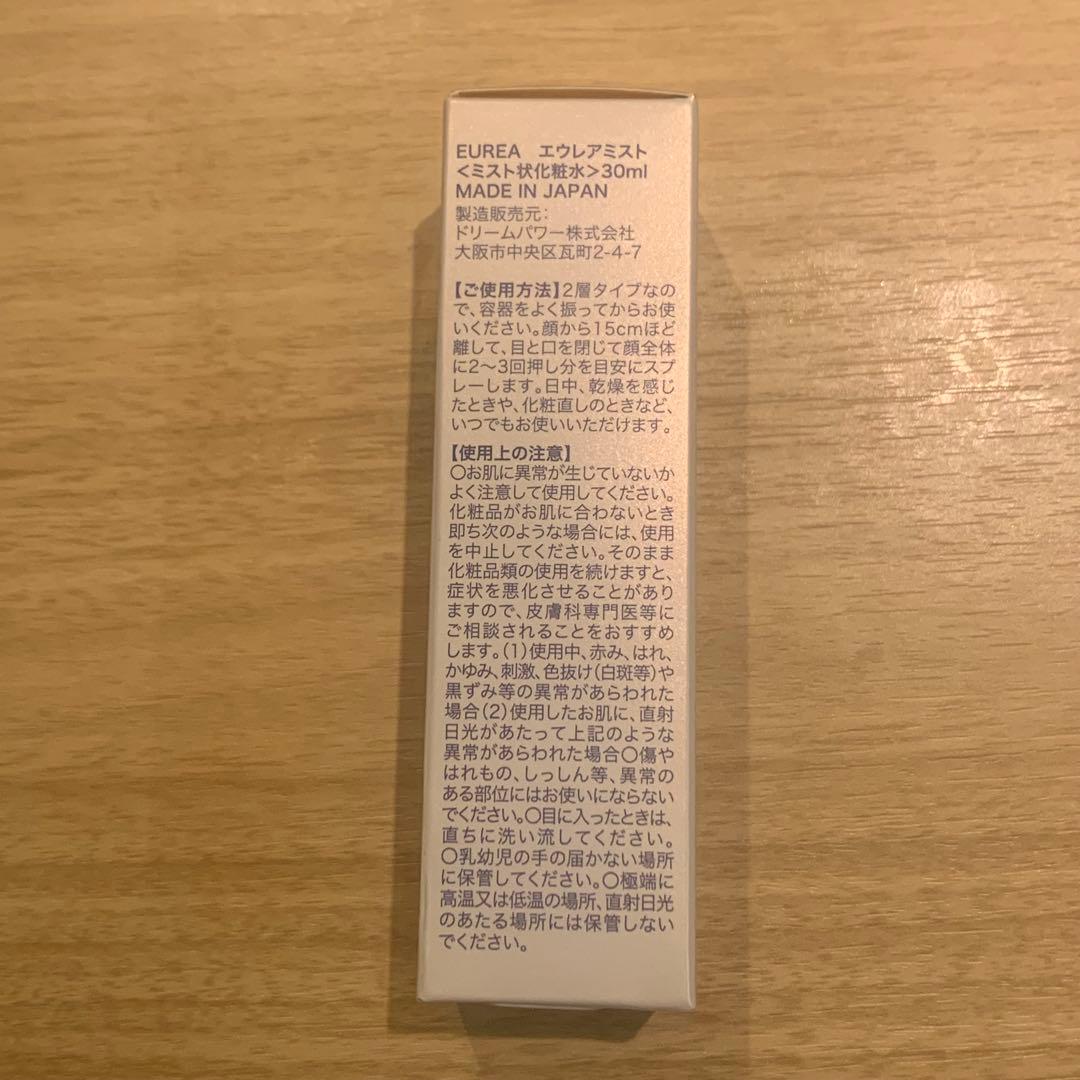 EUREA エウレアミスト
<ミスト状化粧水>30ml
MADE IN JAPAN
製造販売元:
ドリームパワー株式会社
大阪市中央区瓦町2-4-7
【ご使用方法】2層タイプなの
で、容器をよく振ってからお使
いください。顔から15cmほど
離して、目と口を閉じて顔全体
に2〜3回押し分を目安にスプ
レーします。日中、乾燥を感じ
たときや、化粧直しのときなど、
いつでもお使いいただけます。
【使用上の注意】
○お肌に異常が生じていないか
よく注意して使用してください。
化粧品がお肌に合わないとき
即ち次のような場合には、使用
を中止してください。そのまま
化粧品類の使用を続けますと、
症状を悪化させることがあり
ますので、皮膚科専門医等に
ご相談されることをおすすめ
します。(1)使用中、赤み、はれ、
かゆみ、刺激、色抜け(白斑等)や
黒ずみ等の異常があらわれた
場合(2)使用したお肌に、直射
日光があたって上記のような
異常があらわれた場合○傷や
はれもの、しっしん等、異常の
ある部位にはお使いにならない
でください。○目に入ったときは、
直ちに洗い流してください。
○乳幼児の手の届かない場所
に保管してください。○極端に
高温又は低温の場所、直射日光
のあたる場所には保管しない
でください。